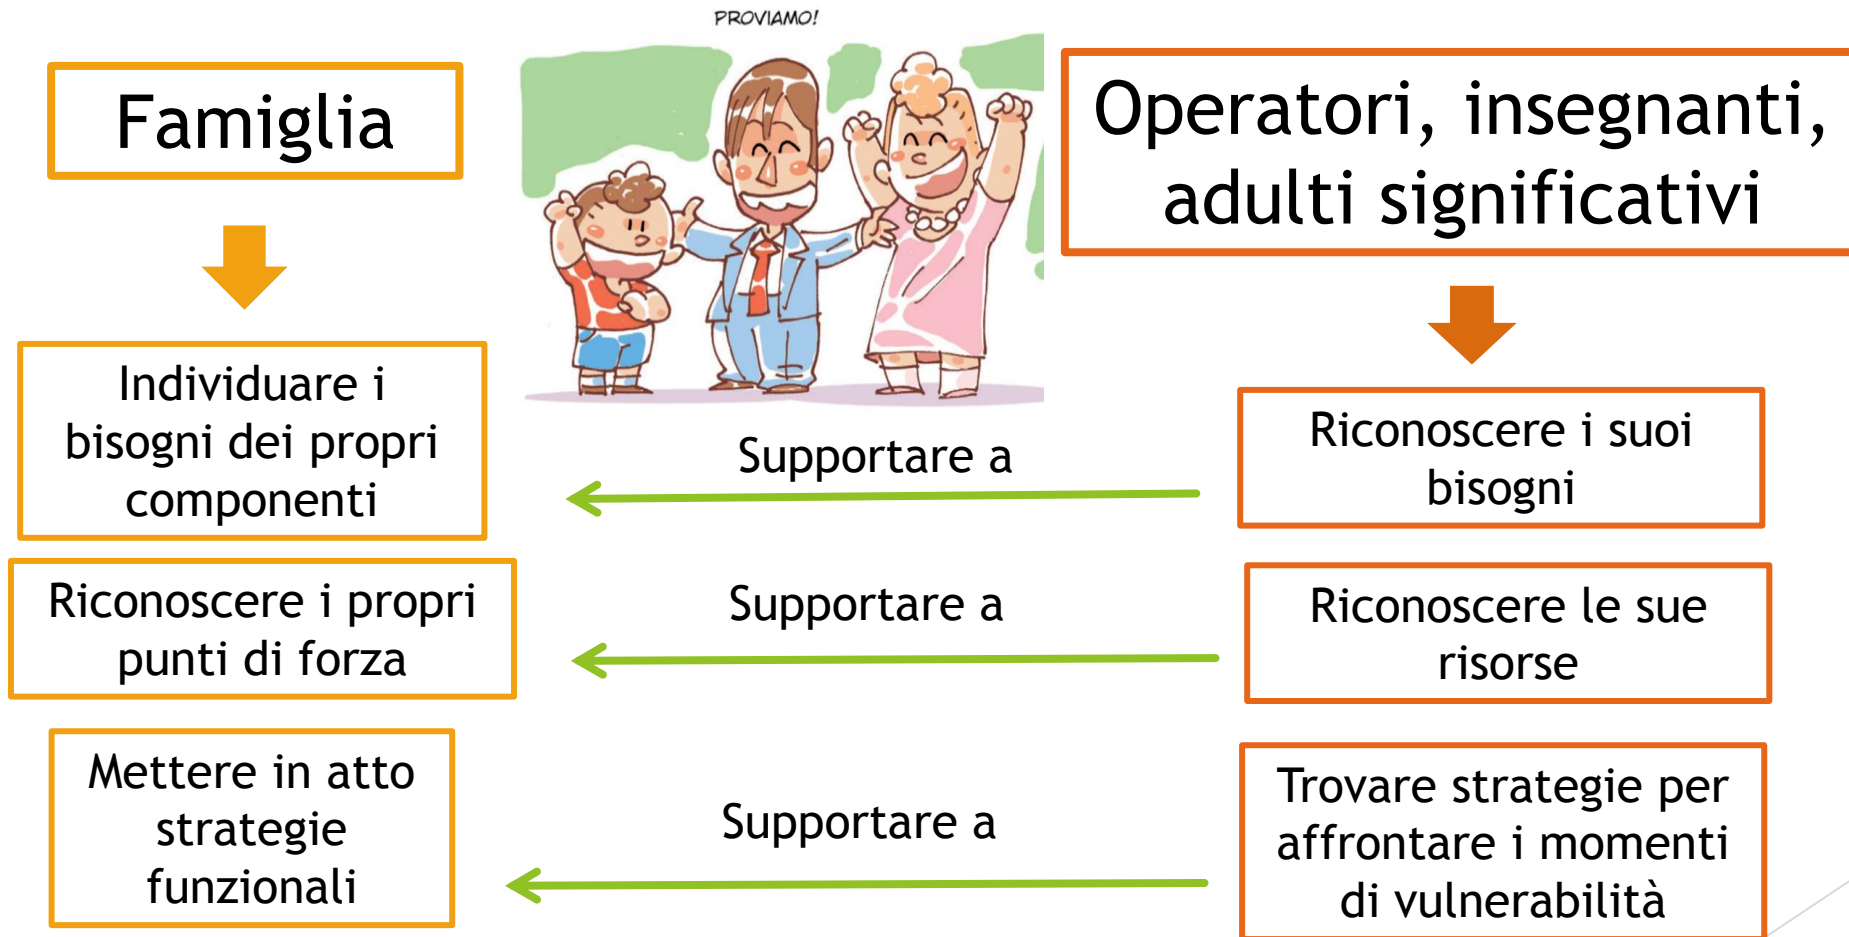 PROVIAMO!
Famiglia
Operatori, insegnanti,
adulti significativi
Individuare i
bisogni dei propri
componenti
Supportare a
Riconoscere i suoi
bisogni
Riconoscere i propri
punti di forza
Supportare a
Riconoscere le sue
risorse
Mettere in atto
strategie
funzionali
Supportare a
Trovare strategie per
affrontare i momenti
di vulnerabilità